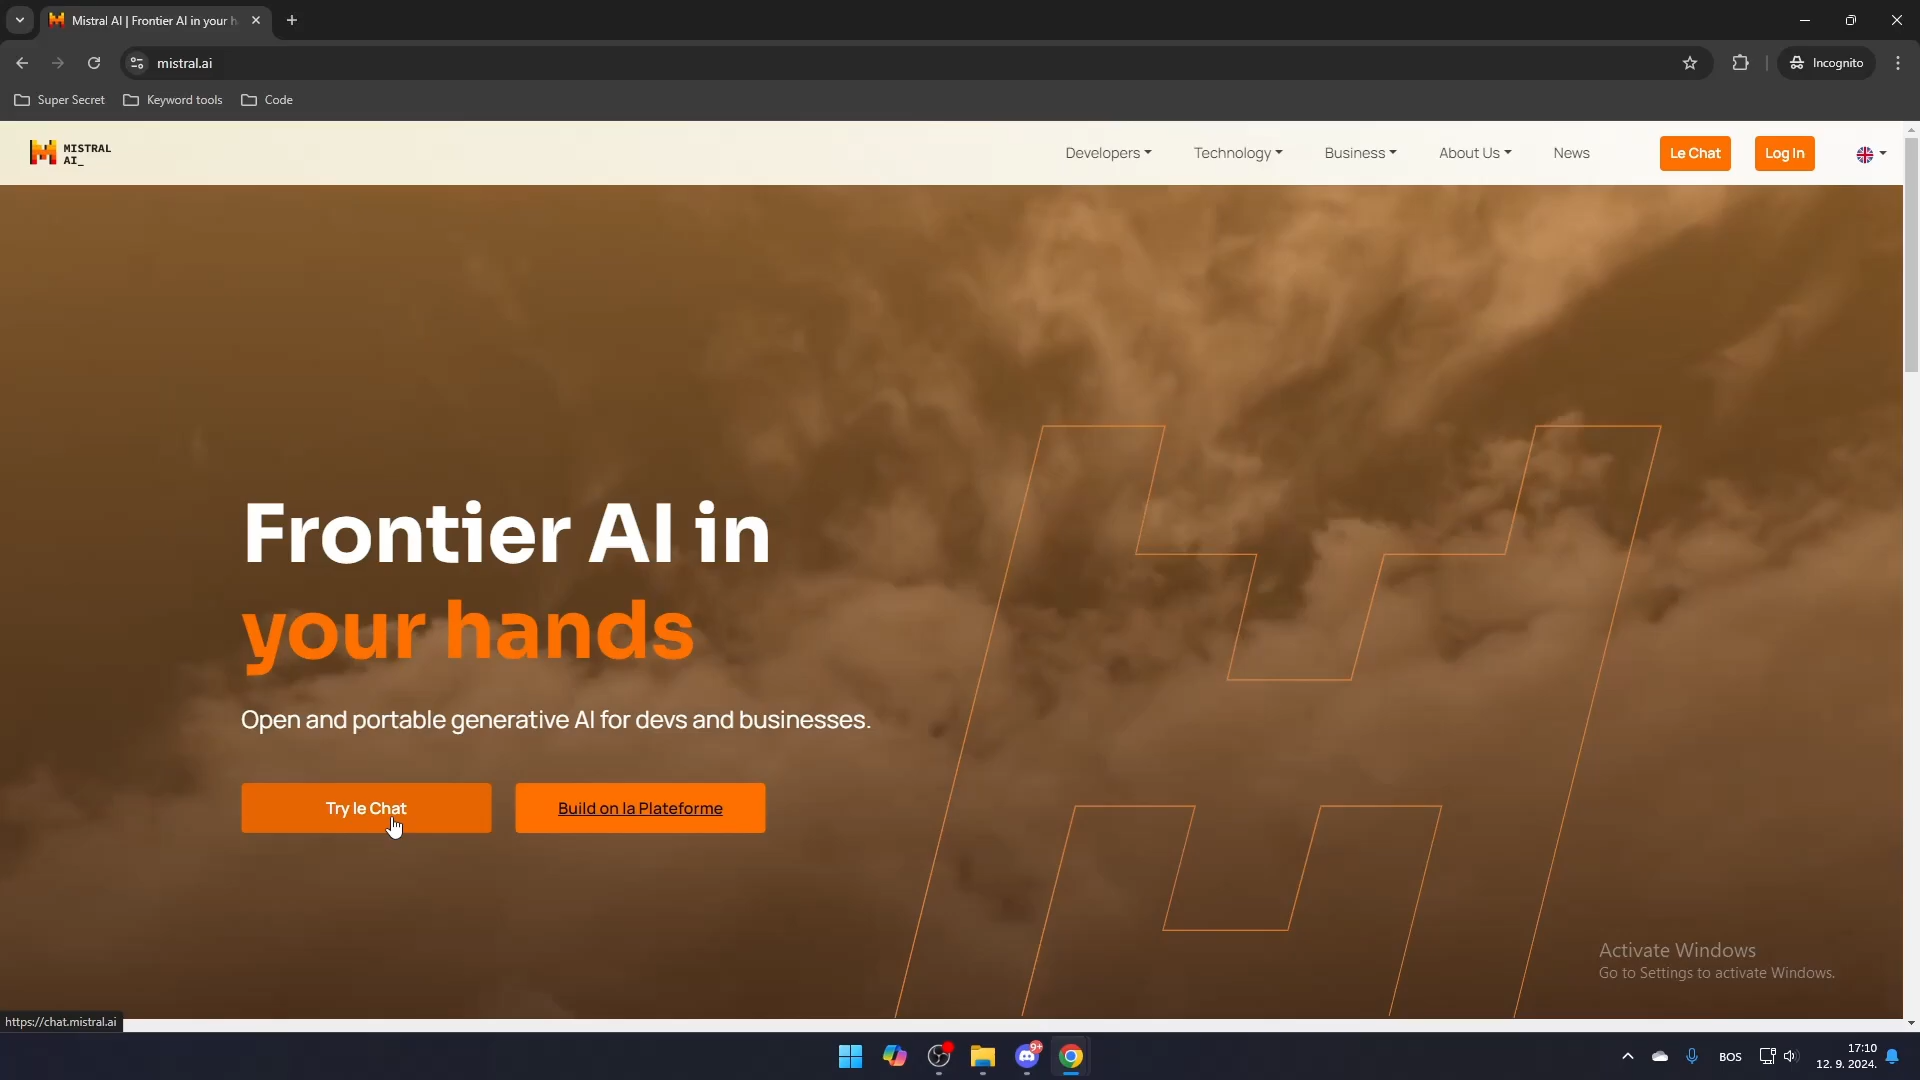 Mistral AI | Frontier AI in your h
mistral.ai
Incognito
Super Secret
Keyword tools
Code
MISTRAL
AI_
Developers
Technology
Business
About Us
News
Le Chat
Log In
Frontier AI in
your hands
Open and portable generative AI for devs and businesses.
Try le Chat
Build on la Plateforme
Activate Windows
Go to Settings to activate Windows.
https://chat.mistral.ai
9+
BOS
17:10
12. 9. 2024.